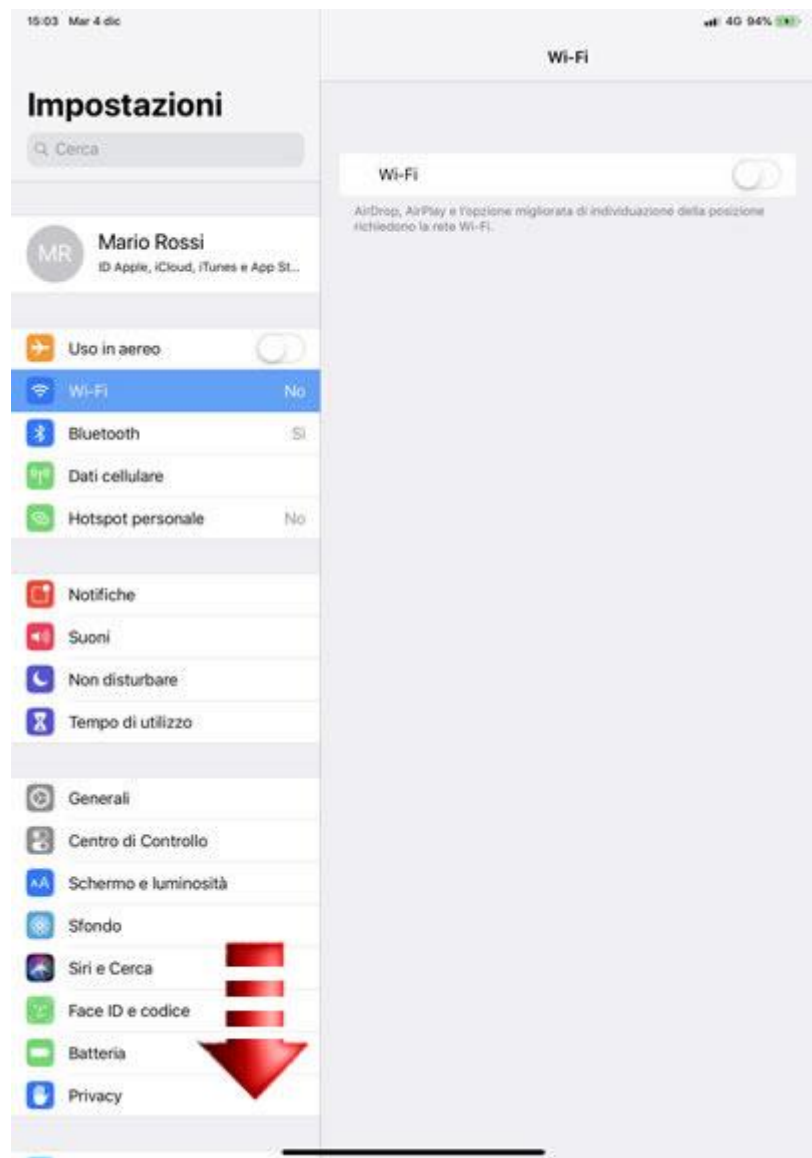 15:03 Mar 4 dic
4G 94%
Impostazioni
Cerca
MR
Mario Rossi
ID Apple, iCloud, iTunes e App St...
Uso in aereo
Wi-Fi No
Bluetooth Sì
Dati cellulare
Hotspot personale No
Notifiche
Suoni
Non disturbare
Tempo di utilizzo
Generali
Centro di Controllo
AA
Schermo e luminosità
Sfondo
Siri e Cerca
Face ID e codice
Batteria
Privacy
Wi-Fi
Wi-Fi
AirDrop, AirPlay e l'opzione migliorata di individuazione della posizione
richiedono la rete Wi-Fi.